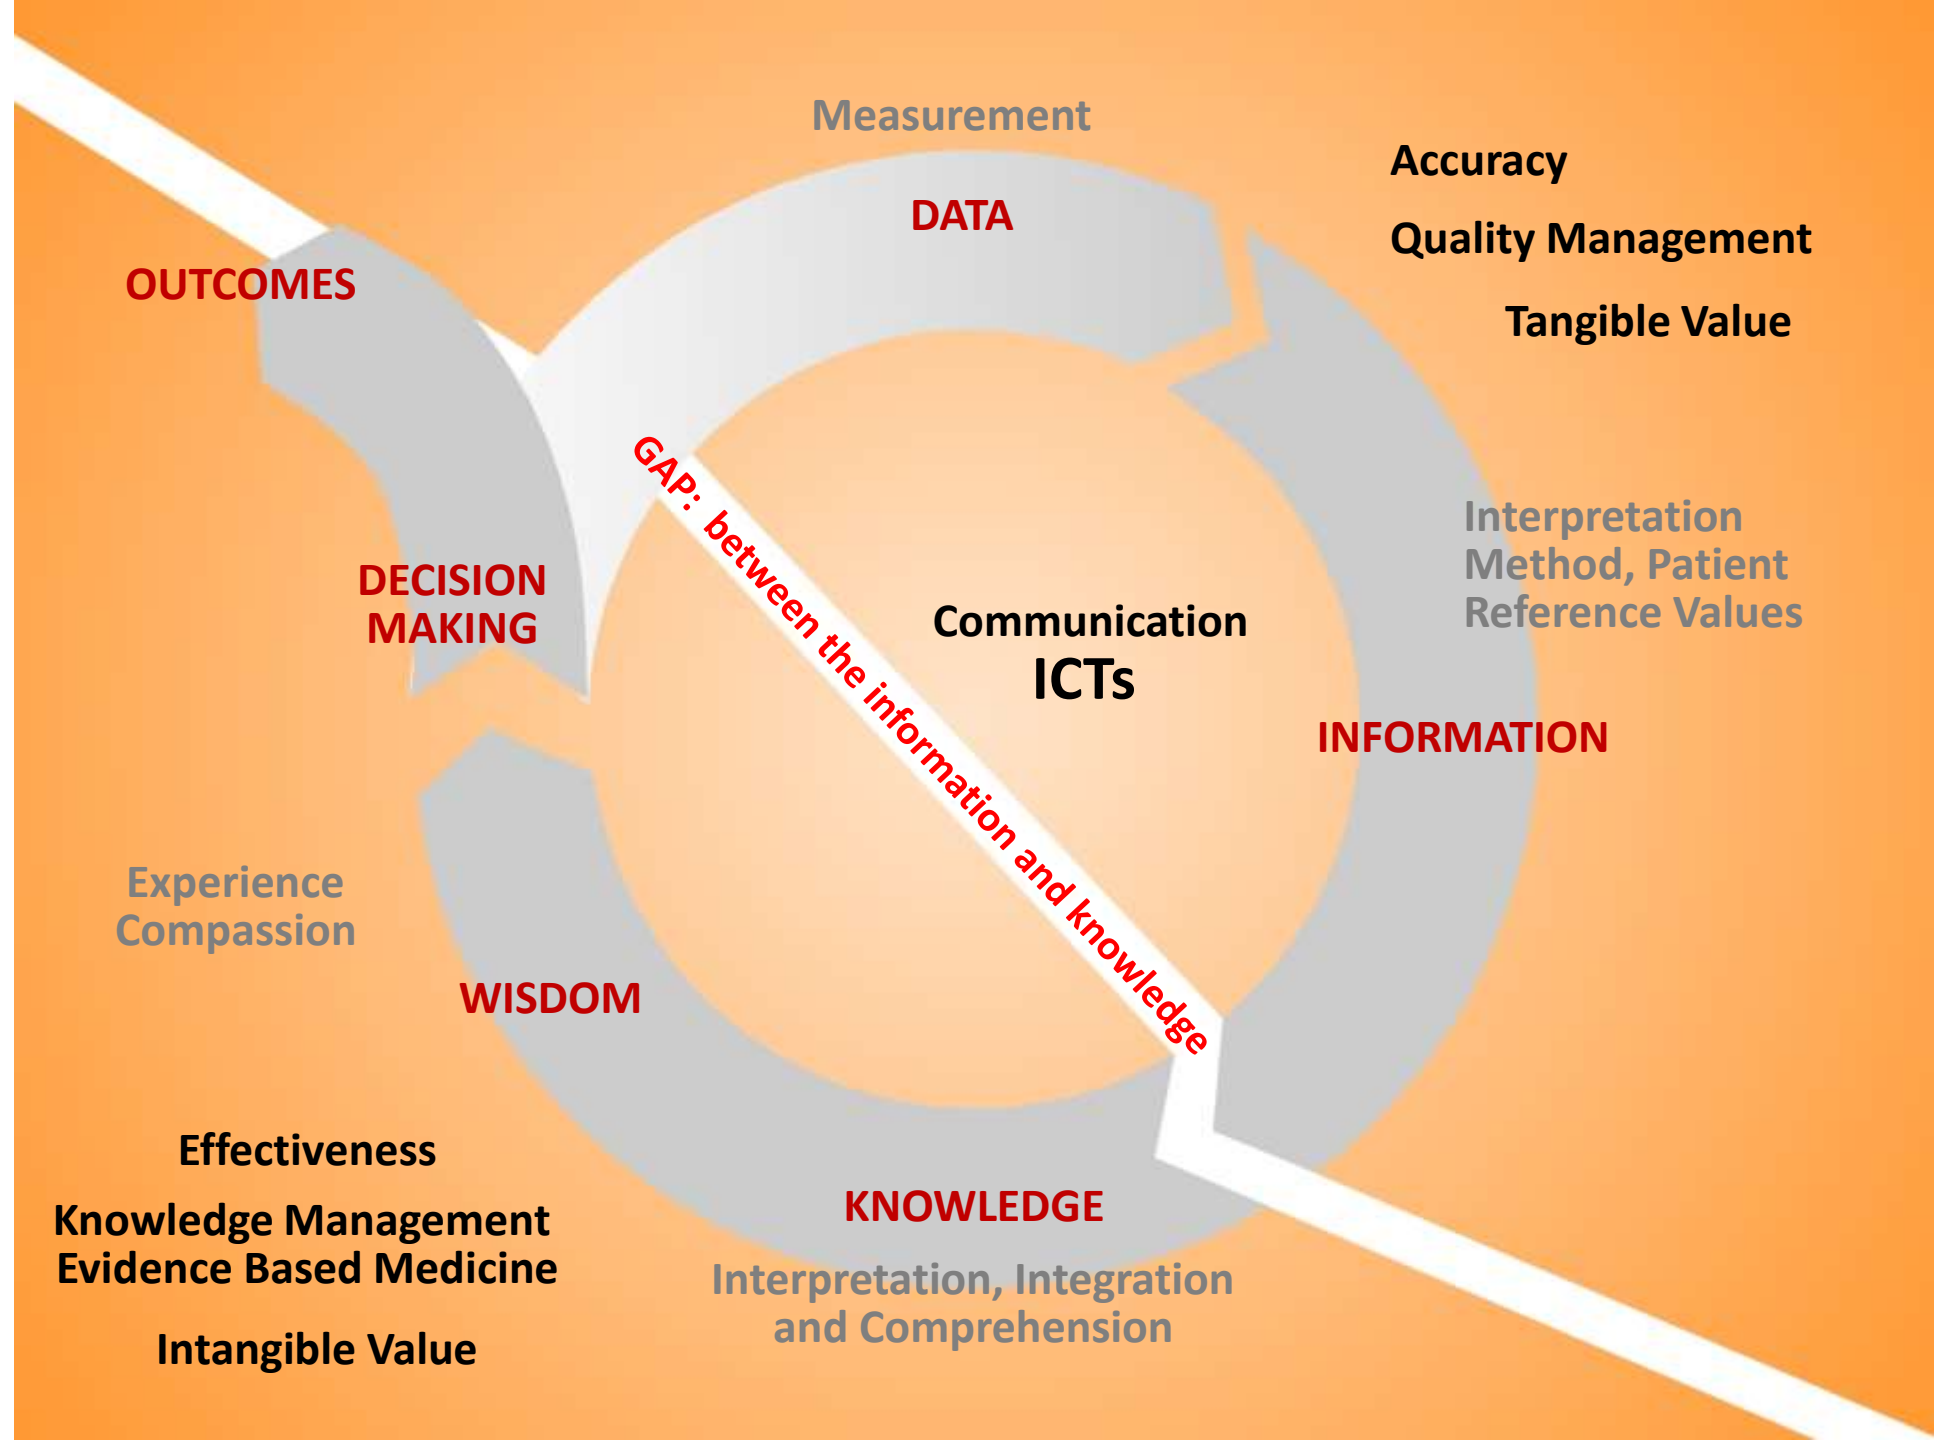 Measurement
DATA
Accuracy
Quality Management
Tangible Value
OUTCOMES
GAP: between the information and knowledge
Communication
ICTs
Interpretation
Method, Patient
Reference Values
DECISION
MAKING
INFORMATION
Experience
Compassion
WISDOM
Effectiveness
Knowledge Management
Evidence Based Medicine
Intangible Value
KNOWLEDGE
Interpretation, Integration
and Comprehension